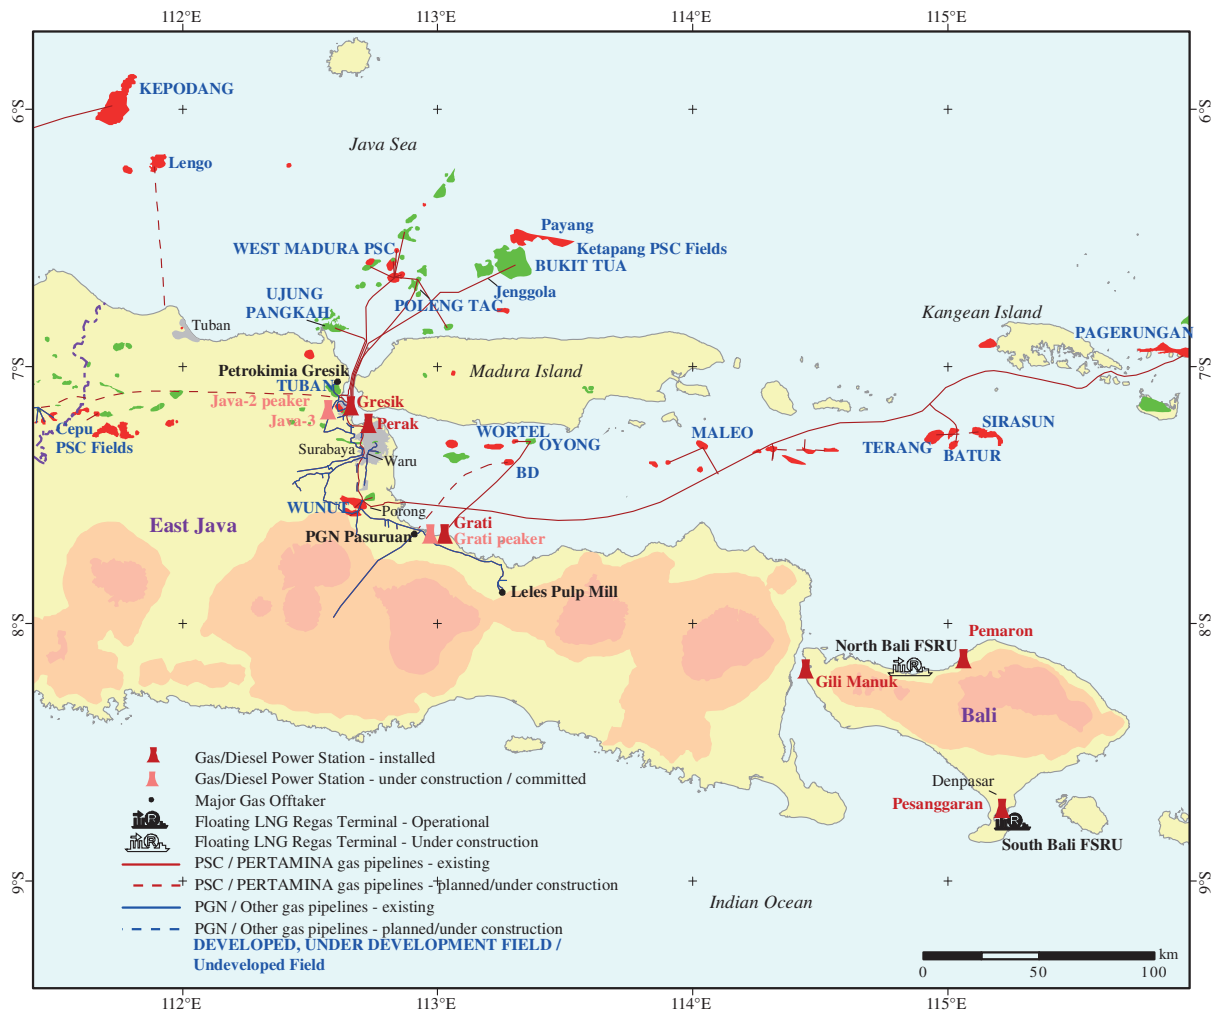 112°E 113°E 114°E 115°E
6°S 6°S
KEPODANG
Java Sea
Lengo
Payang
WEST MADURA PSC
Ketapang PSC Fields
BUKIT TUA
UJUNG
PANGKAH
Jenggola
POLENG TAC
Kangean Island
Tuban
PAGERUNGAN
7°S 7°S
Petrokimia Gresik
Madura Island
TUBAN
Java-2 peaker
Gresik
Java-3
Perak
Cepu
PSC Fields
WORTEL
OYONG
MALEO
SIRASUN
TERANG
BATUR
Surabaya
Waru
BD
WUNUT
Porong
East Java
Grati
PGN Pasuruan
Grati peaker
Leles Pulp Mill
8°S 8°S
Pemaron
North Bali FSRU
Gili Manuk
Bali
Denpasar
Pesanggaran
South Bali FSRU
Gas/Diesel Power Station - installed
Gas/Diesel Power Station - under construction / committed
Major Gas Offtaker
R Floating LNG Regas Terminal - Operational
R Floating LNG Regas Terminal - Under construction
PSC / PERTAMINA gas pipelines - existing
PSC / PERTAMINA gas pipelines - planned/under construction
PGN / Other gas pipelines - existing
PGN / Other gas pipelines - planned/under construction
DEVELOPED, UNDER DEVELOPMENT FIELD /
Undeveloped Field
9°S 9°S
Indian Ocean
km
0 50 100
112°E 113°E 114°E 115°E